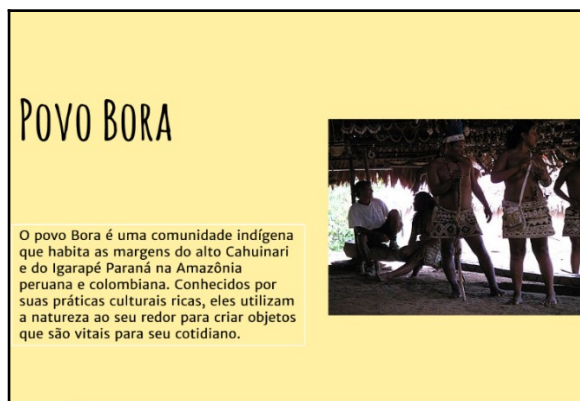 Povo Bora
O povo Bora é uma comunidade indígena
que habita as margens do alto Cahuinari
e do Igarapé Paraná na Amazônia
peruana e colombiana. Conhecidos por
suas práticas culturais ricas, eles utilizam
a natureza ao seu redor para criar objetos
que são vitais para seu cotidiano.